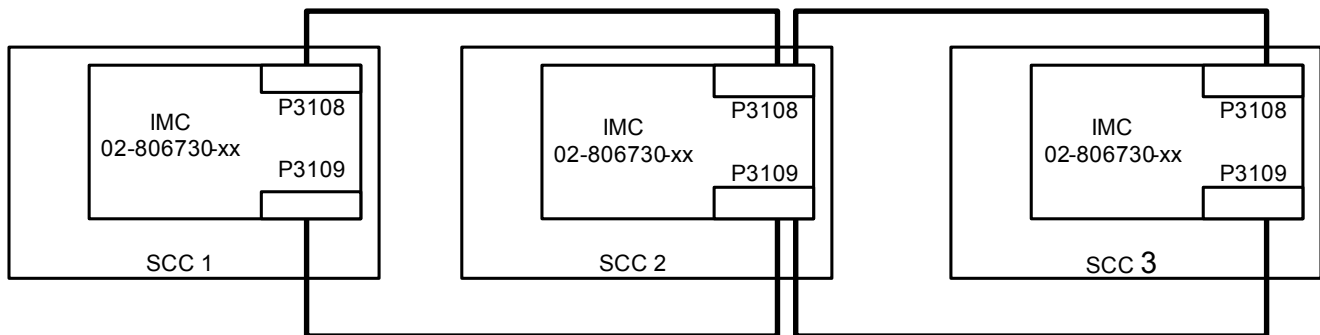 P3108
IMC
02-806730-xx
P3109
SCC 1
P3108
IMC
02-806730-xx
P3109
SCC 2
P3108
IMC
02-806730-xx
P3109
SCC 3